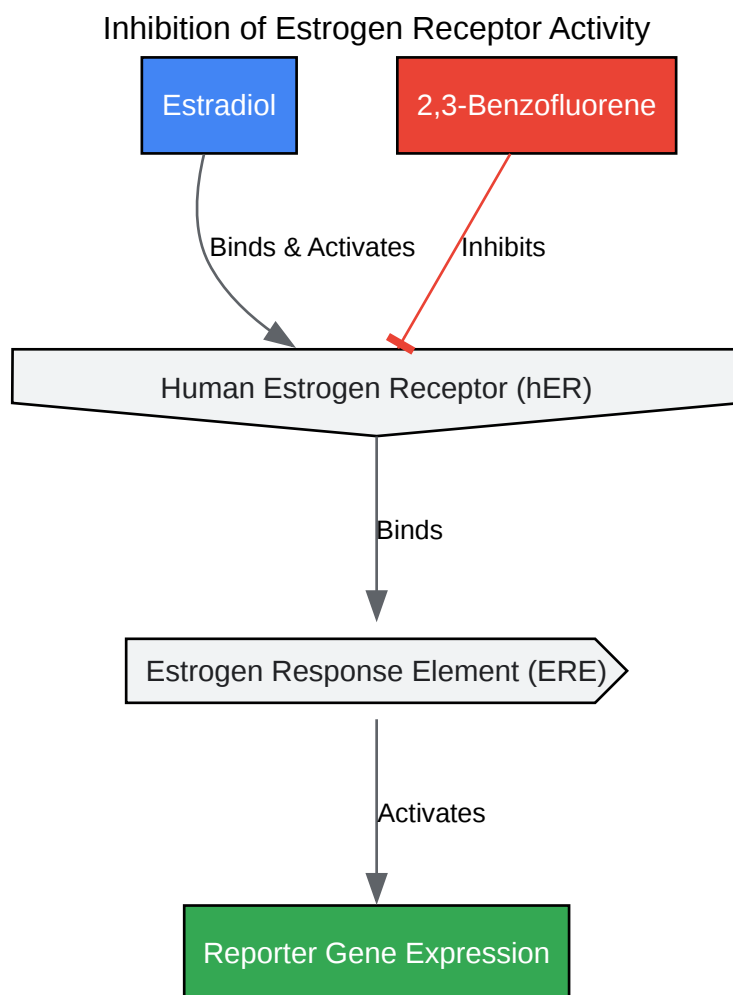 Inhibition of Estrogen Receptor Activity
Estradiol
2,3-Benzofluorene
Binds & Activates
Inhibits
Human Estrogen Receptor (hER)
Binds
Estrogen Response Element (ERE)
Activates
Reporter Gene Expression